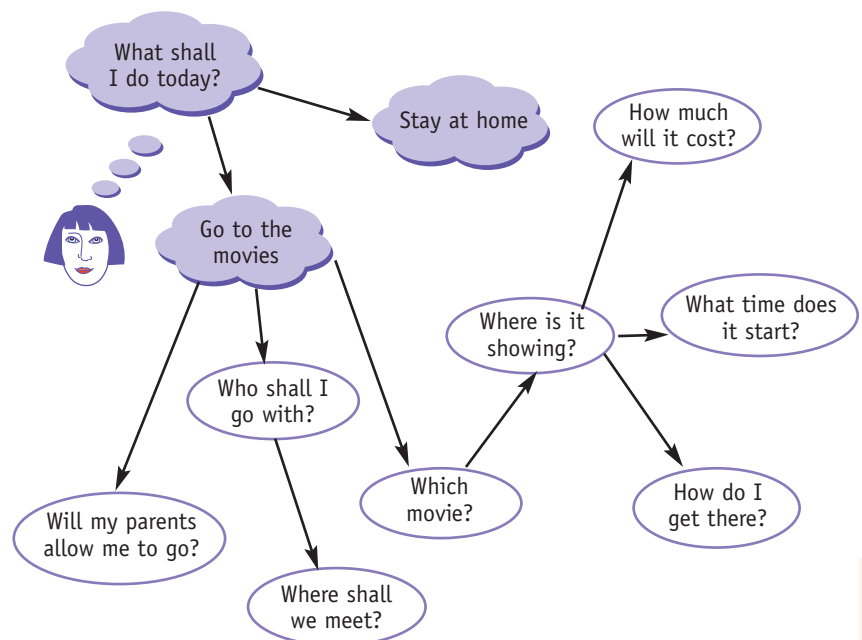 What shall
I do today?
Stay at home
How much
will it cost?
Go to the
movies
What time does
it start?
Where is it
showing?
Who shall I
go with?
Which
movie?
How do I
get there?
Will my parents
allow me to go?
Where shall
we meet?